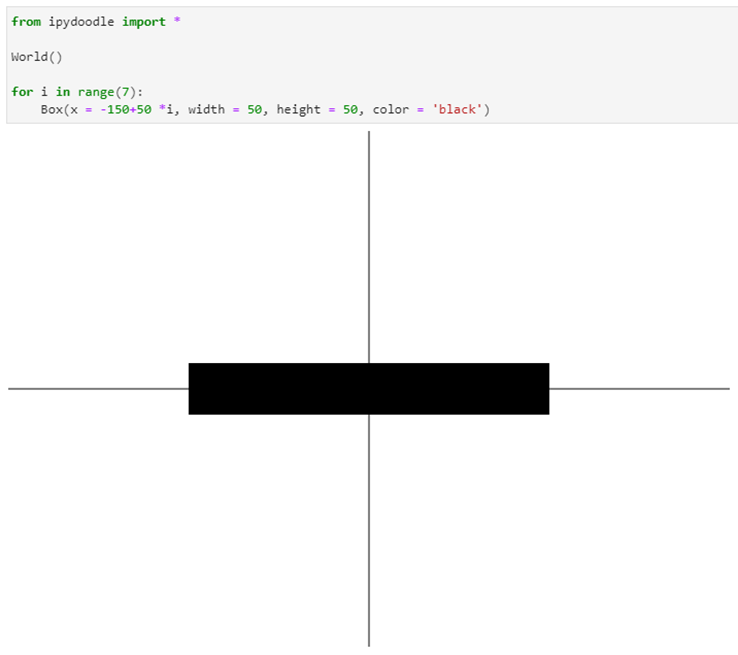 from ipydoodle import *
World()
for i in range(7):
    Box(x = -150+50 *i, width = 50, height = 50, color = 'black')